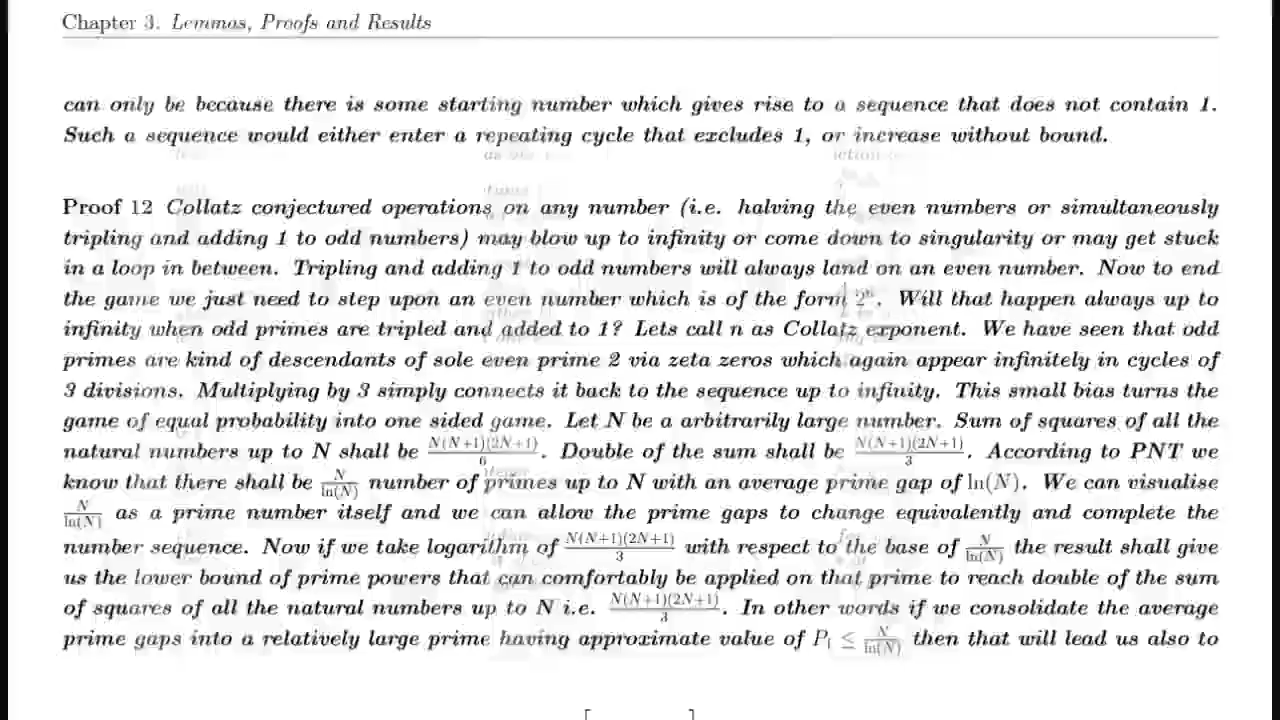 Chapter 3. Lemmas, Proofs and Results
can only be because there is some starting number which gives rise to a sequence that does not contain 1.
Such a sequence would either enter a repeating cycle that excludes 1, or increase without bound.
Proof 12 Collatz conjectured operations on any number (i.e. halving the even numbers or simultaneously
tripling and adding 1 to odd numbers) may blow up to infinity or come down to singularity or may get stuck
in a loop in between. Tripling and adding 1 to odd numbers will always land on an even number. Now to end
the game we just need to step upon an even number which is of the form 2ⁿ. Will that happen always up to
infinity when odd primes are tripled and added to 1? Lets call n as Collatz exponent. We have seen that odd
primes are kind of descendants of sole even prime 2 via zeta zeros which again appear infinitely in cycles of
3 divisions. Multiplying by 3 simply connects it back to the sequence up to infinity. This small bias turns the
game of equal probability into one sided game. Let N be a arbitrarily large number. Sum of squares of all the
natural numbers up to N shall be N(N+1)(2N+1)/6. Double of the sum shall be N(N+1)(2N+1)/3. According to PNT we
know that there shall be N/ln(N) number of primes up to N with an average prime gap of ln(N). We can visualise
N/ln(N) as a prime number itself and we can allow the prime gaps to change equivalently and complete the
number sequence. Now if we take logarithm of N(N+1)(2N+1)/3 with respect to the base of N/ln(N) the result shall give
us the lower bound of prime powers that can comfortably be applied on that prime to reach double of the sum
of squares of all the natural numbers up to N i.e. N(N+1)(2N+1)/3. In other words if we consolidate the average
prime gaps into a relatively large prime having approximate value of P₁ ≤ N/ln(N) then that will lead us also to